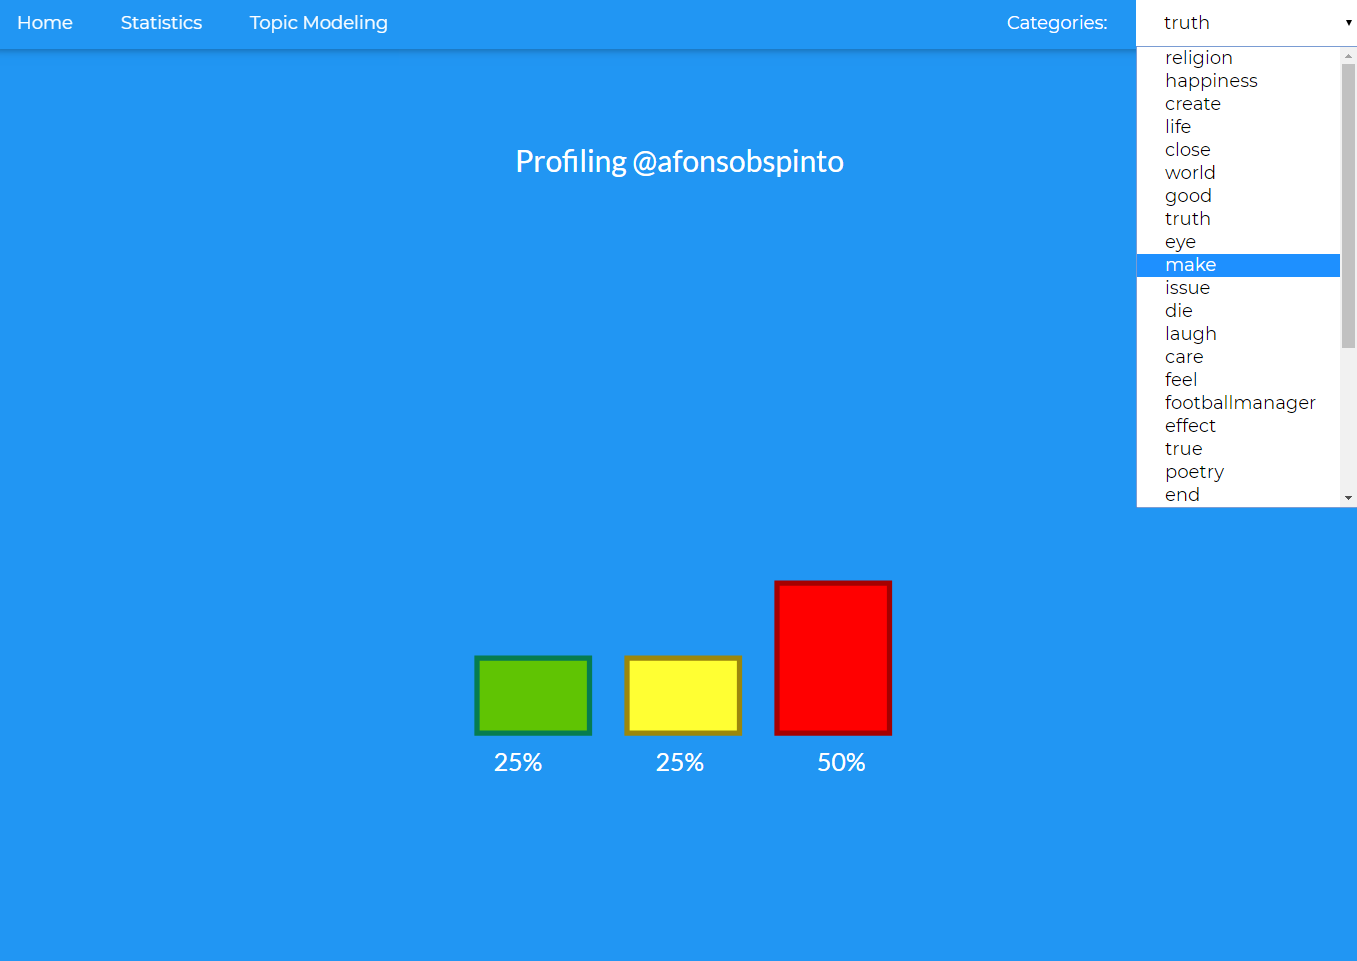 Home Statistics Topic Modeling Categories: truth
religion
happiness
create
life
close
world
good
truth
eye
make
issue
die
laugh
care
feel
footballmanager
effect
true
poetry
end
Profiling @afonsobspinto
25% 25% 50%